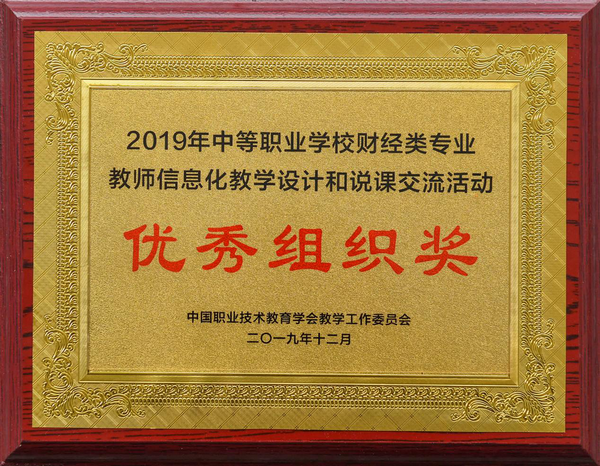 2019年中等职业学校财经类专业
教师信息化教学设计和说课交流活动
优秀组织奖
中国职业技术教育学会教学工作委员会
二〇一九年十二月